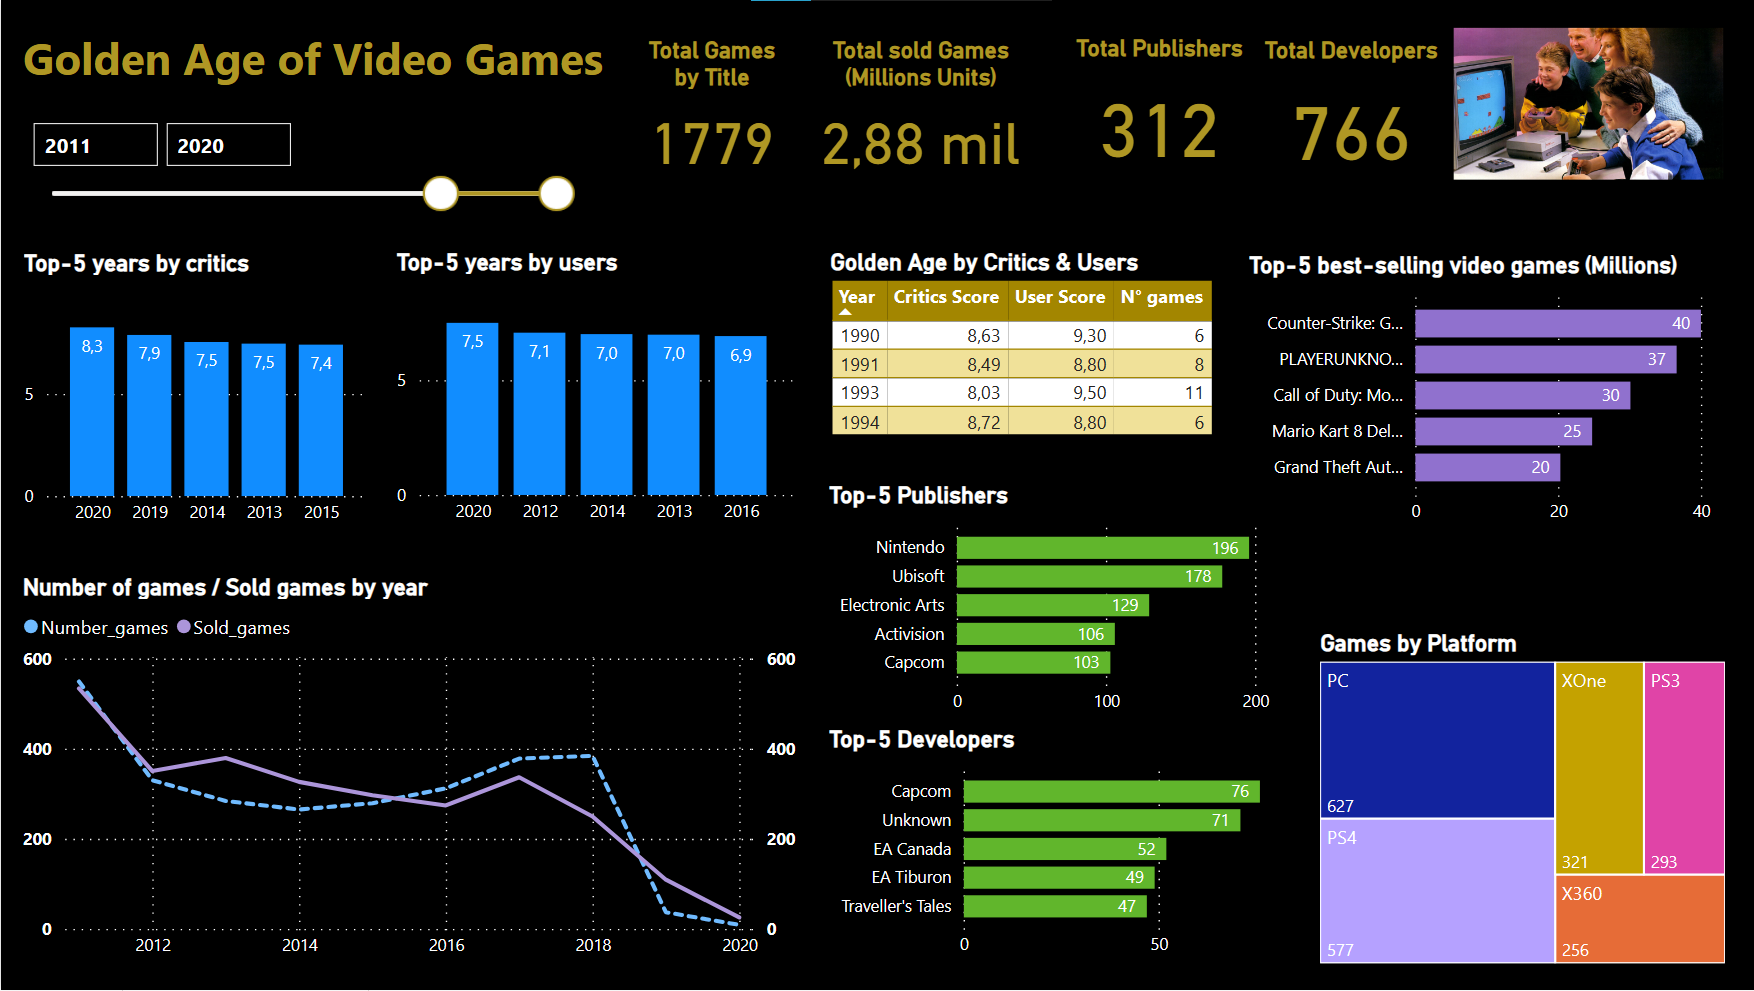 Golden Age of Video Games
2011
2020
Total Games
by Title
1779
Total sold Games
(Millions Units)
2,88 mil
Total Publishers
312
Total Developers
766
Top-5 years by critics
5
0
8,3
7,9
7,5
7,5
7,4
2020 2019 2014 2013 2015
Top-5 years by users
5
0
7,5
7,1
7,0
7,0
6,9
2020 2012 2014 2013 2016
Golden Age by Critics & Users
Year Critics Score User Score N° games
1990 8,63 9,30 6
1991 8,49 8,80 8
1993 8,03 9,50 11
1994 8,72 8,80 6
Top-5 best-selling video games (Millions)
Counter-Strike: G... 40
PLAYERUNKNO... 37
Call of Duty: Mo... 30
Mario Kart 8 Del... 25
Grand Theft Aut... 20
0 20 40
Number of games / Sold games by year
Number_games Sold_games
600 600
400 400
200 200
0 0
2012 2014 2016 2018 2020
Top-5 Publishers
Nintendo 196
Ubisoft 178
Electronic Arts 129
Activision 106
Capcom 103
0 100 200
Top-5 Developers
Capcom 76
Unknown 71
EA Canada 52
EA Tiburon 49
Traveller's Tales 47
0 50
Games by Platform
PC
627
PS4
577
XOne
321
PS3
293
X360
256